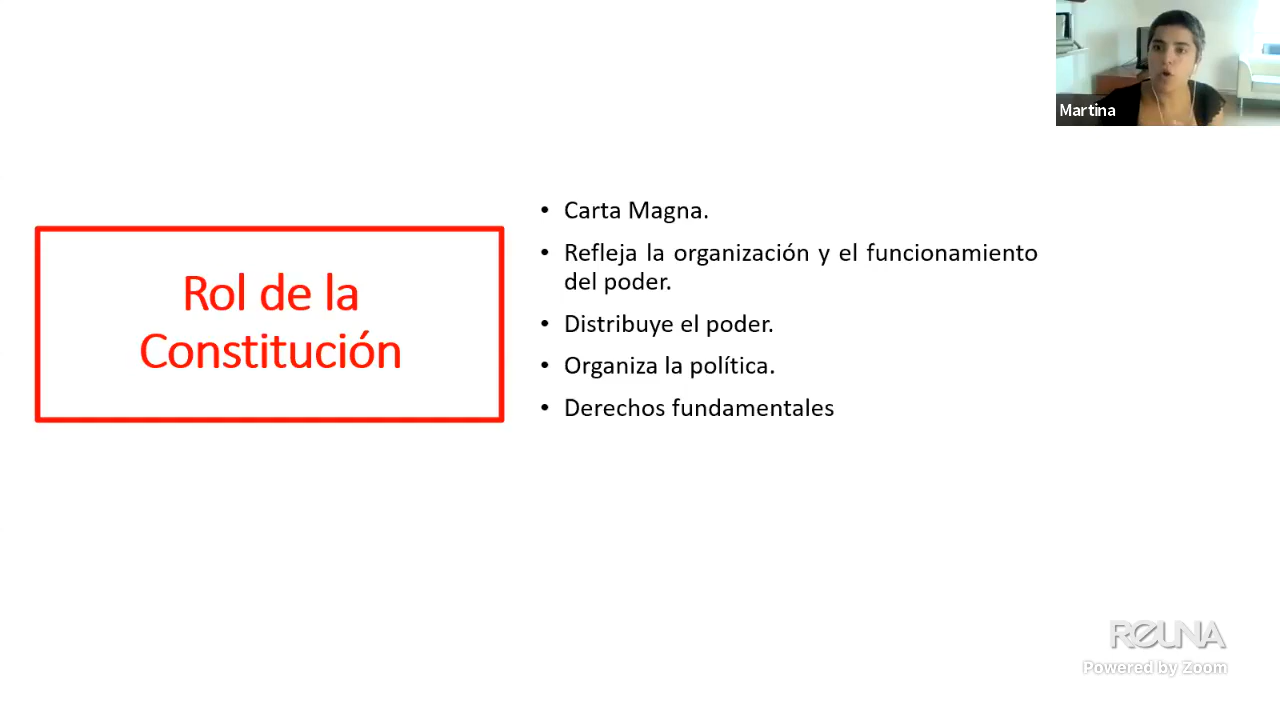 Martina
Rol de la
Constitución
• Carta Magna.
• Refleja la organización y el funcionamiento
del poder.
• Distribuye el poder.
• Organiza la política.
• Derechos fundamentales
REUNA
Powered by Zoom